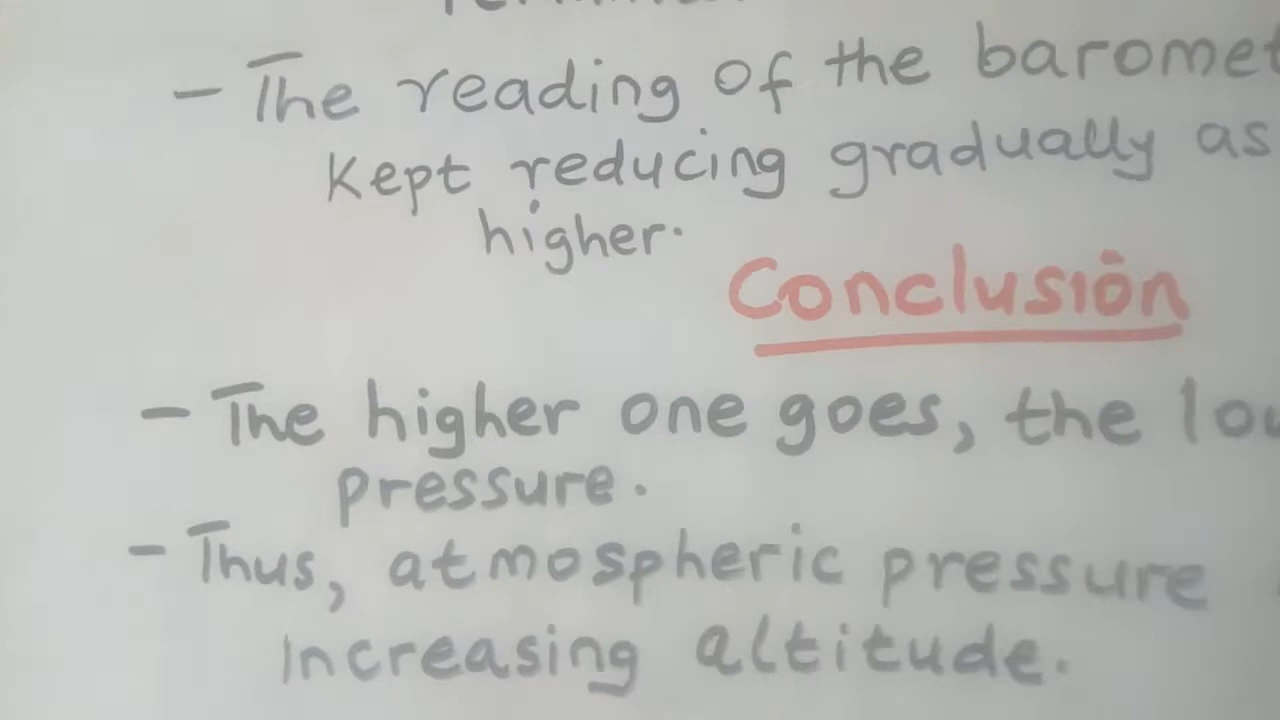 - The reading of the baromet
Kept reducing gradually as
higher.
Conclusion
- The higher one goes, the lo
pressure.
- Thus, atmospheric pressure
increasing altitude.